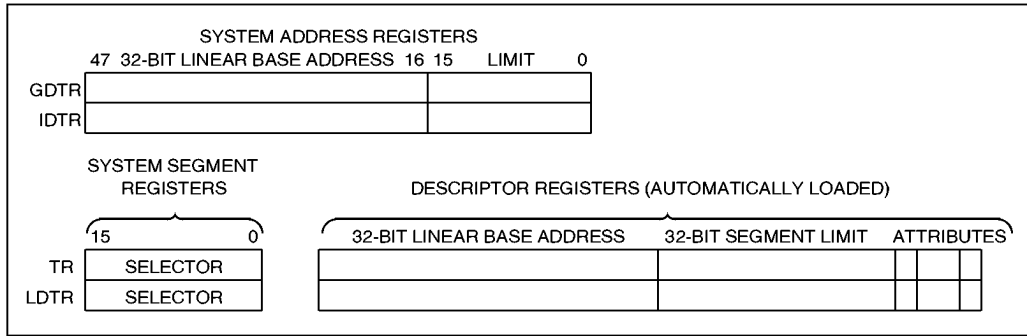 SYSTEM ADDRESS REGISTERS
47 32-BIT LINEAR BASE ADDRESS 16 15 LIMIT 0
GDTR
IDTR
SYSTEM SEGMENT
REGISTERS
DESCRIPTOR REGISTERS (AUTOMATICALLY LOADED)
15 0
32-BIT LINEAR BASE ADDRESS 32-BIT SEGMENT LIMIT ATTRIBUTES
TR SELECTOR
LDTR SELECTOR